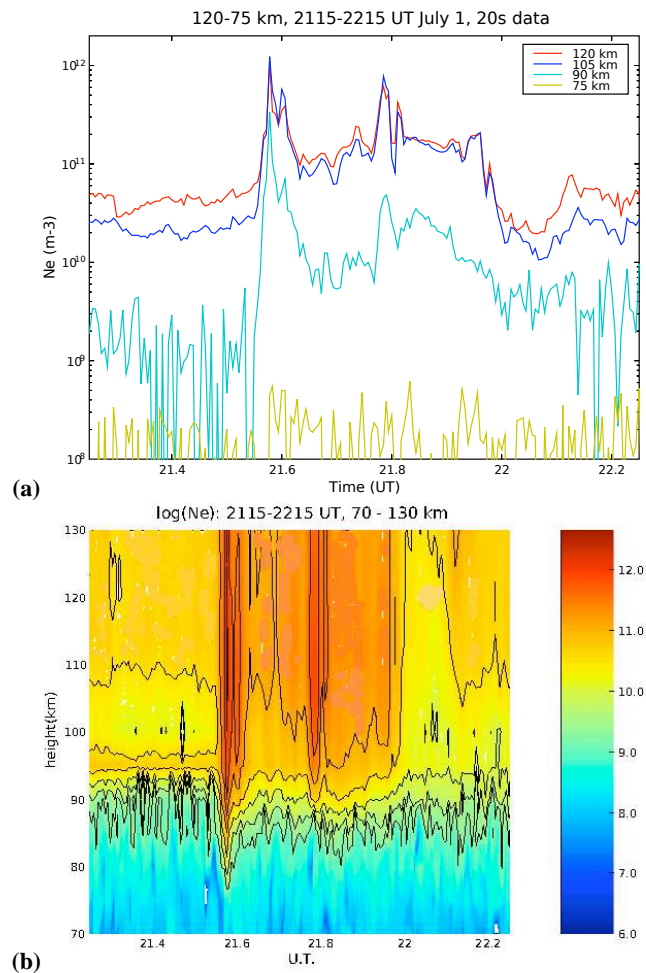 120-75 km, 2115-2215 UT July 1, 20s data
120 km
105 km
90 km
75 km
10^12
10^11
10^10
10^9
10^8
Ne (m-3)
21.4 21.6 21.8 22 22.2
Time (UT)
(a)
log(Ne): 2115-2215 UT, 70 - 130 km
130
120
110
100
90
80
70
height(km)
21.4 21.6 21.8 22 22.2
U.T.
12.0
11.0
10.0
9.0
8.0
7.0
6.0
(b)